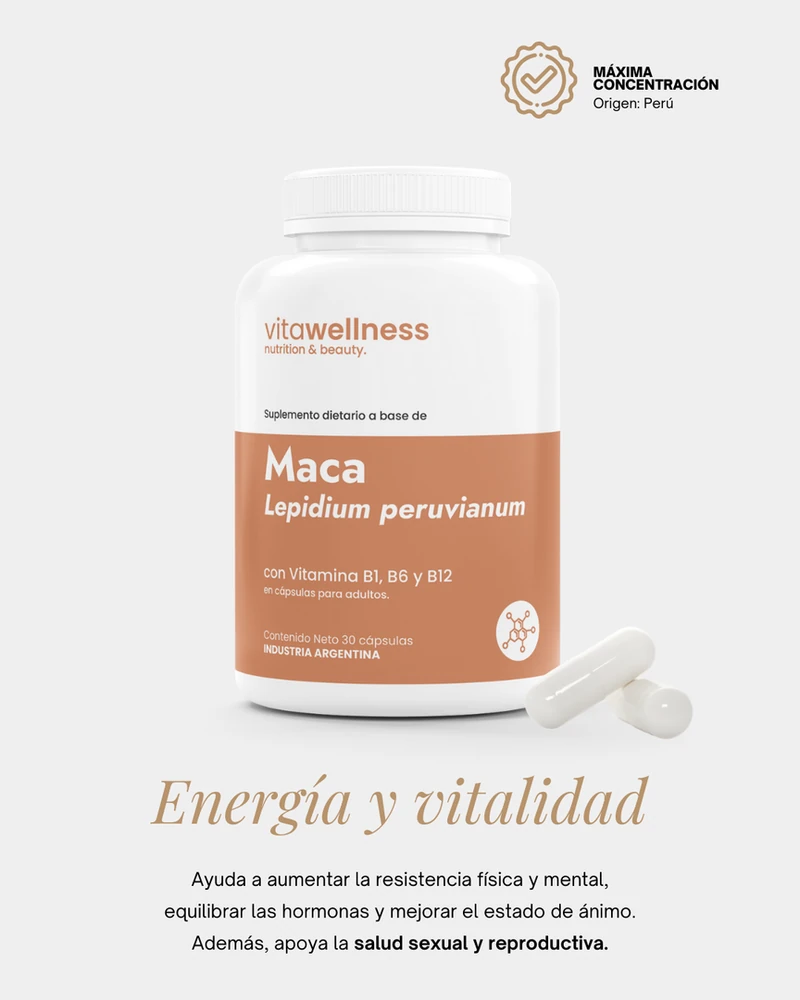 MÁXIMA
CONCENTRACIÓN
Origen: Perú
vitawellness
nutrition & beauty.
Suplemento dietario a base de
Maca
Lepidium peruvianum
con Vitamina B1, B6 y B12
en cápsulas para adultos.
Contenido Neto 30 cápsulas
INDUSTRIA ARGENTINA
Energía y vitalidad
Ayuda a aumentar la resistencia física y mental,
equilibrar las hormonas y mejorar el estado de ánimo.
Además, apoya la salud sexual y reproductiva.